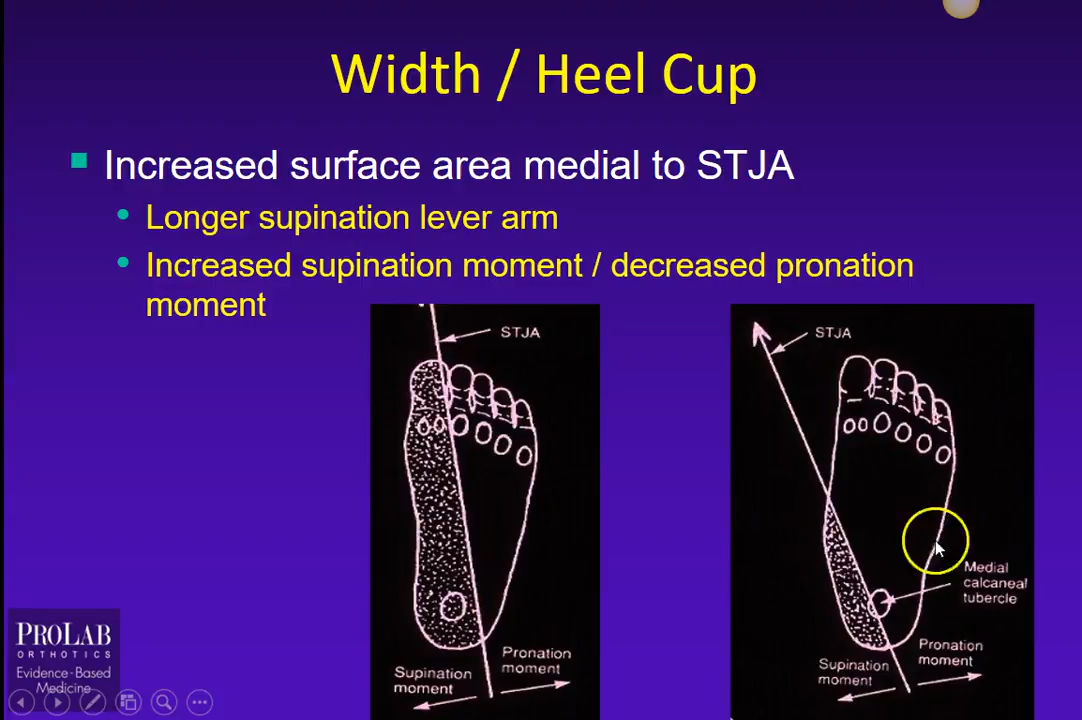 Width / Heel Cup
Increased surface area medial to STJA
Longer supination lever arm
Increased supination moment / decreased pronation
moment
STJA
Supination
moment
Pronation
moment
STJA
Medial
calcaneal
tubercle
Supination
moment
Pronation
moment
PROLAB
ORTHOTICS
Evidence-Based
Medicine